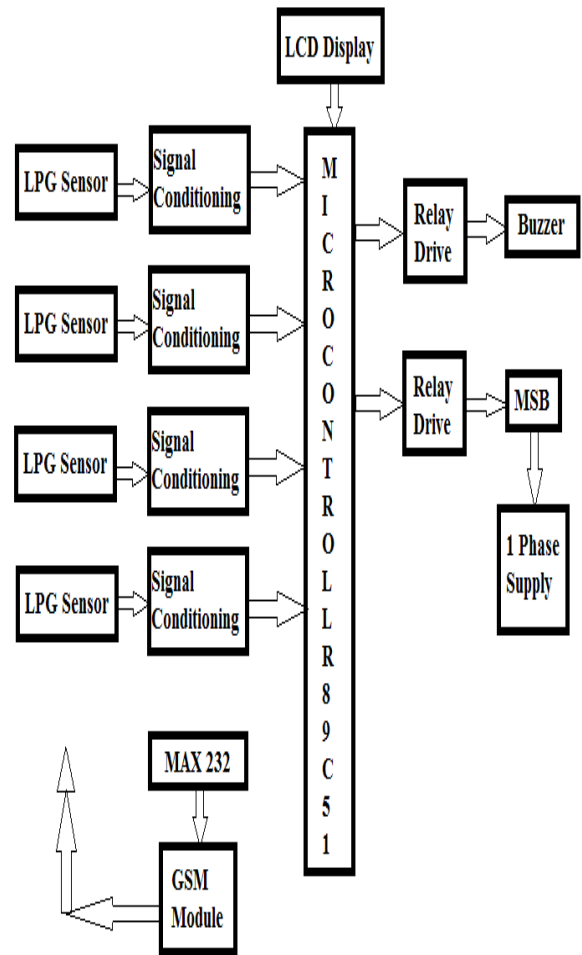 LCD Display
LPG Sensor
Signal
Conditioning
LPG Sensor
Signal
Conditioning
LPG Sensor
Signal
Conditioning
LPG Sensor
Signal
Conditioning
MAX 232
GSM
Module
M
I
C
R
O
C
O
N
T
R
O
L
L
R
8
9
C
5
1
Relay
Drive
Buzzer
Relay
Drive
MSB
1 Phase
Supply